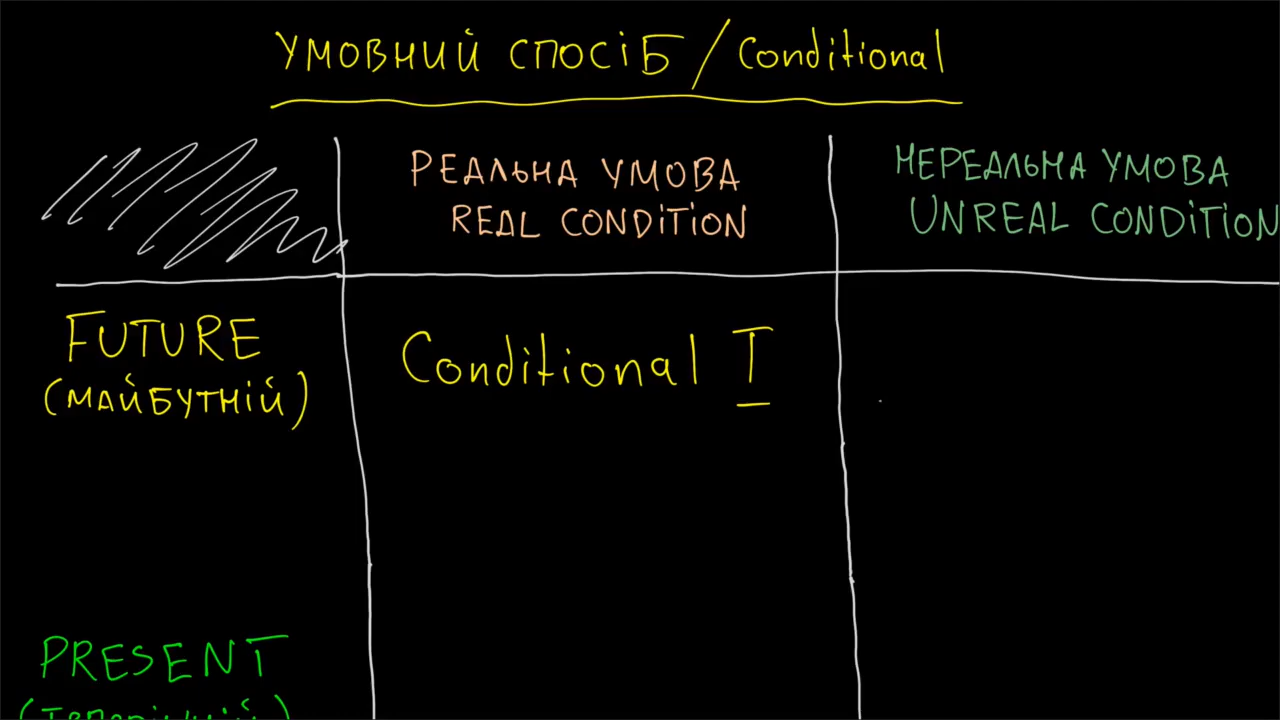 УМОВНИЙ СПОСІБ / Conditional
РЕАЛЬНА УМОВА
REAL CONDITION
НЕРЕАЛЬНА УМОВА
UNREAL CONDITION
FUTURE
(МАЙБУТНІЙ)
Conditional I
PRESENT